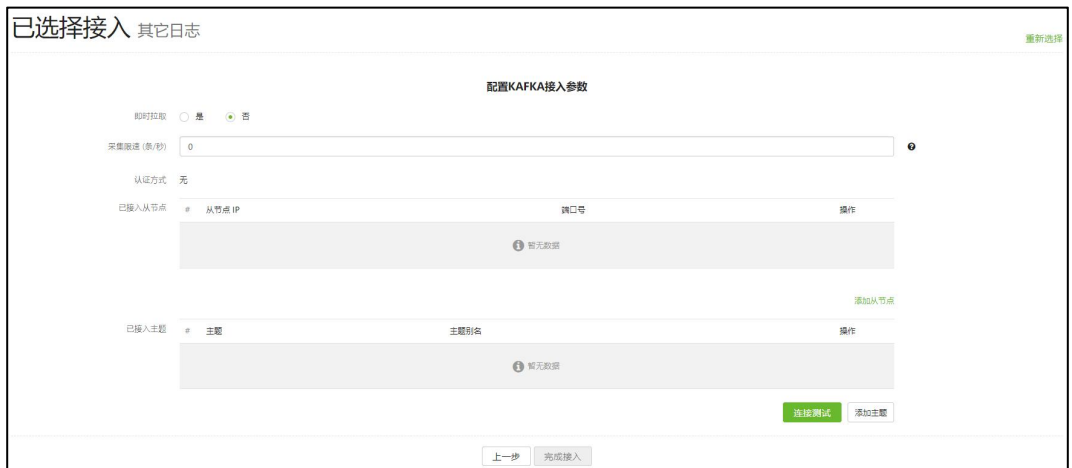 已选择接入 其它日志
重新选择
配置KAFKA接入参数
即时拉取 是 否
采集限速 (条/秒) 0
认证方式 无
已接入从节点 # 从节点 IP 端口号 操作
暂无数据
添加从节点
已接入主题 # 主题 主题别名 操作
暂无数据
连接测试 添加主题
上一步 完成接入